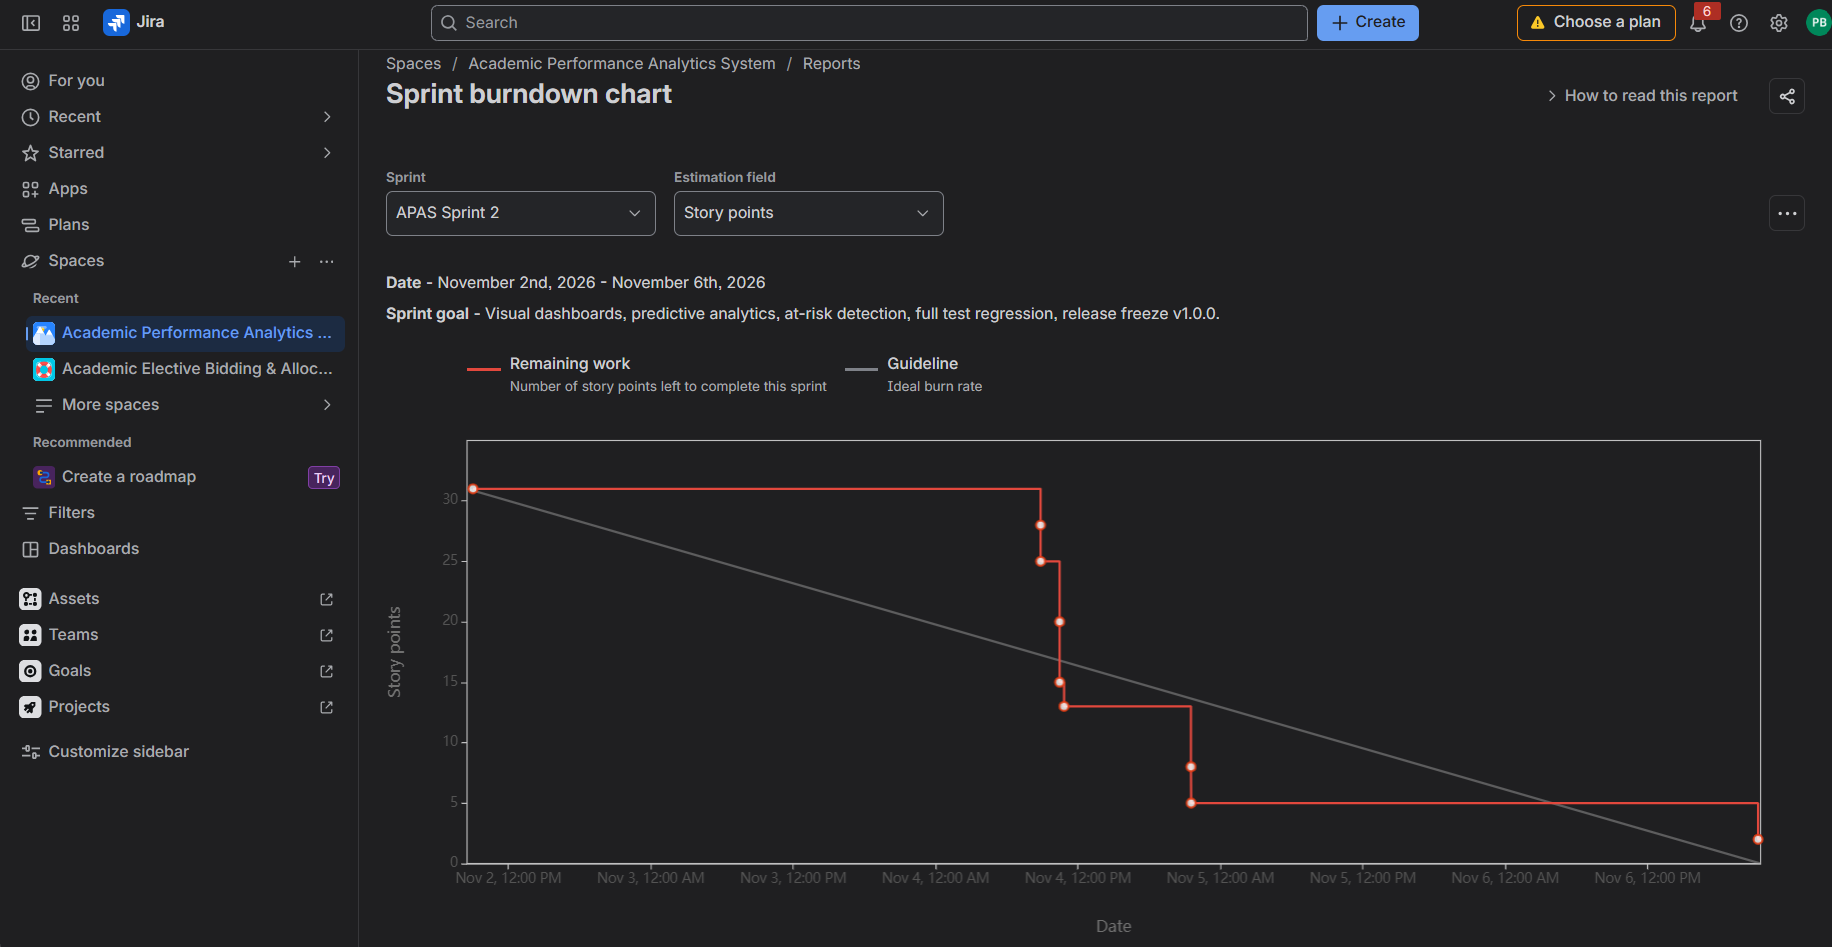 Jira
Search
Create
Choose a plan
6
PB
For you
Recent
Starred
Apps
Plans
Spaces
Recent
Academic Performance Analytics ...
Academic Elective Bidding & Alloc...
More spaces
Recommended
Create a roadmap
Try
Filters
Dashboards
Assets
Teams
Goals
Projects
Customize sidebar
Spaces / Academic Performance Analytics System / Reports
Sprint burndown chart
How to read this report
Sprint
APAS Sprint 2
Estimation field
Story points
Date - November 2nd, 2026 - November 6th, 2026
Sprint goal - Visual dashboards, predictive analytics, at-risk detection, full test regression, release freeze v1.0.0.
Remaining work
Number of story points left to complete this sprint
Guideline
Ideal burn rate
Story points
30
25
20
15
10
5
0
Nov 2, 12:00 PM
Nov 3, 12:00 AM
Nov 3, 12:00 PM
Nov 4, 12:00 AM
Nov 4, 12:00 PM
Nov 5, 12:00 AM
Nov 5, 12:00 PM
Nov 6, 12:00 AM
Nov 6, 12:00 PM
Date